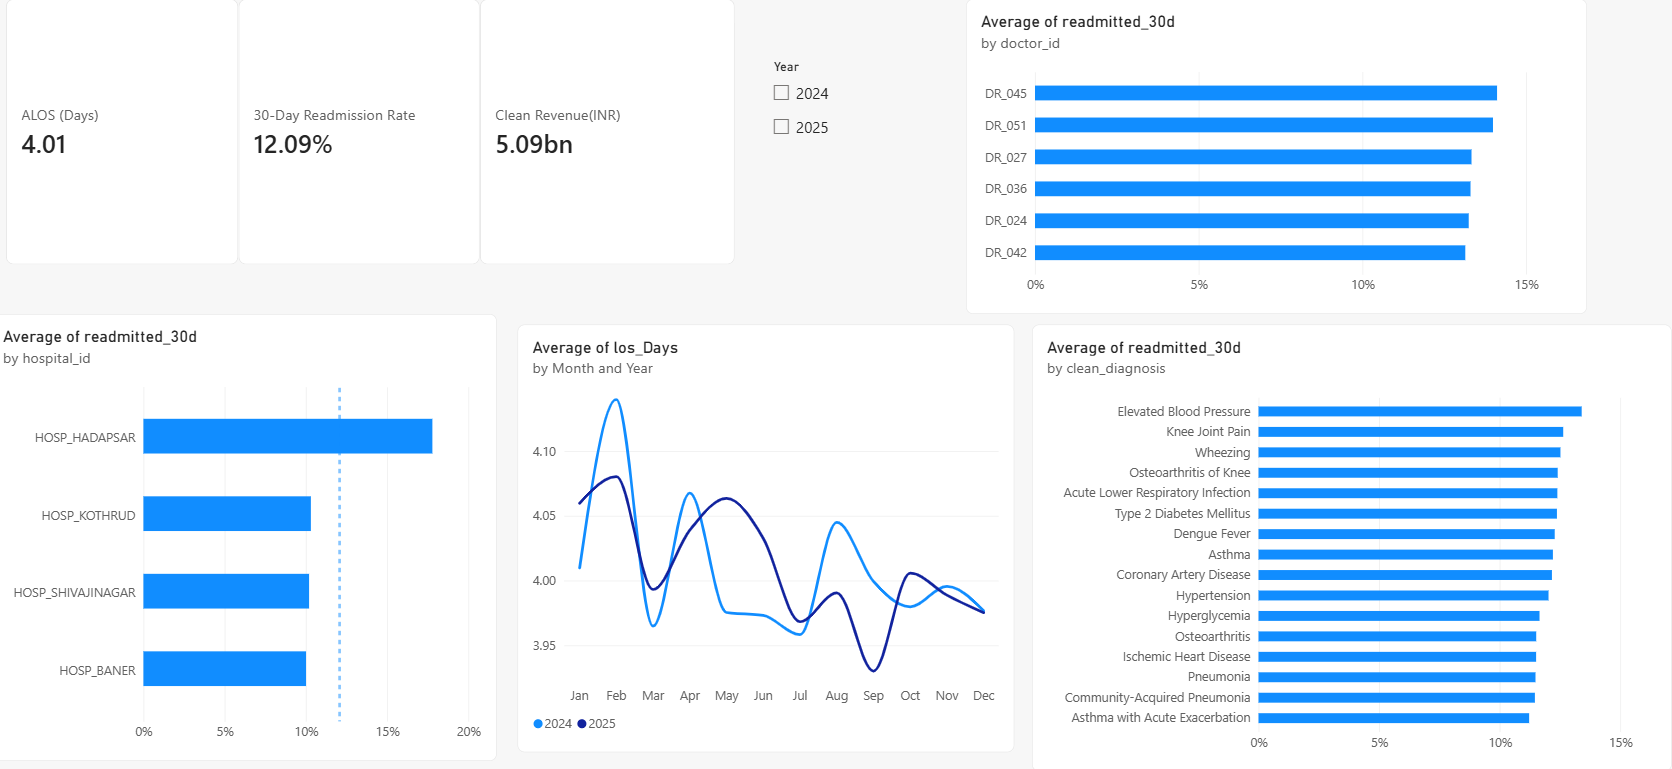 ALOS (Days)
4.01
30-Day Readmission Rate
12.09%
Clean Revenue(INR)
5.09bn
Year
2024
2025
Average of readmitted_30d
by doctor_id
DR_045
DR_051
DR_027
DR_036
DR_024
DR_042
0% 5% 10% 15%
Average of readmitted_30d
by hospital_id
HOSP_HADAPSAR
HOSP_KOTHRUD
HOSP_SHIVAJINAGAR
HOSP_BANER
0% 5% 10% 15% 20%
Average of los_Days
by Month and Year
4.10
4.05
4.00
3.95
Jan Feb Mar Apr May Jun Jul Aug Sep Oct Nov Dec
2024 2025
Average of readmitted_30d
by clean_diagnosis
Elevated Blood Pressure
Knee Joint Pain
Wheezing
Osteoarthritis of Knee
Acute Lower Respiratory Infection
Type 2 Diabetes Mellitus
Dengue Fever
Asthma
Coronary Artery Disease
Hypertension
Hyperglycemia
Osteoarthritis
Ischemic Heart Disease
Pneumonia
Community-Acquired Pneumonia
Asthma with Acute Exacerbation
0% 5% 10% 15%